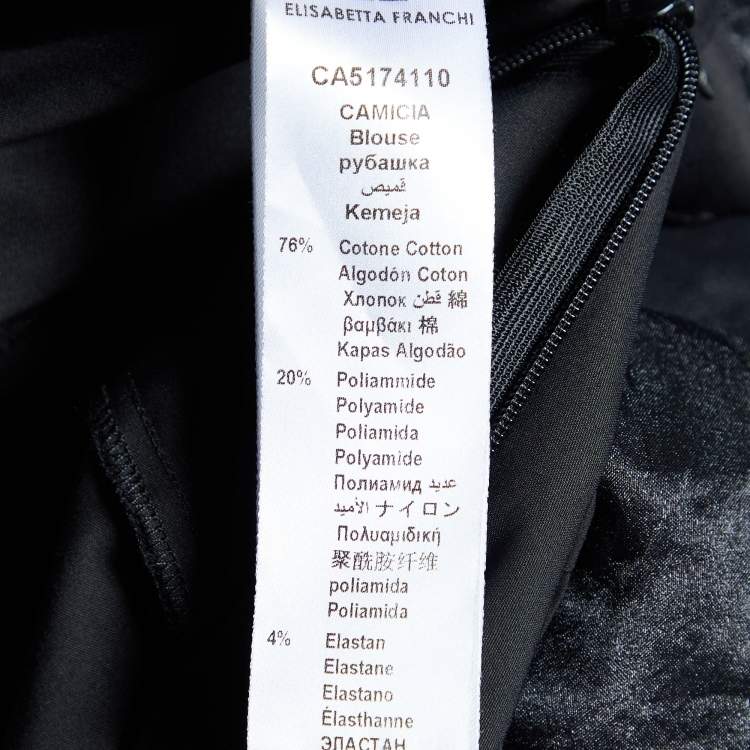 ELISABETTA FRANCHI
CA5174110
CAMICIA
Blouse
рубашка
قميص
Kemeja
76% Cotone Cotton
Algodón Coton
Хлопок قطن 綿
βαμβάκι 棉
Kapas Algodão
20% Poliammide
Polyamide
Poliamida
Polyamide
Полиамид عديد
الأميد ナイロン
Πολυαμιδική
聚酰胺纤维
poliamida
Poliamida
4% Elastan
Elastane
Elastano
Élasthanne
ЭЛАСТАН